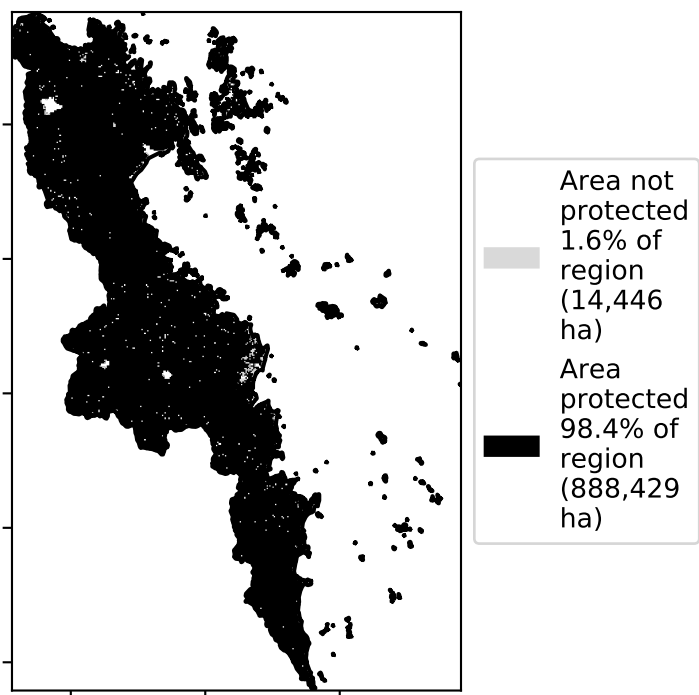 Area not
protected
1.6% of
region
(14,446
ha)
Area
protected
98.4% of
region
(888,429
ha)